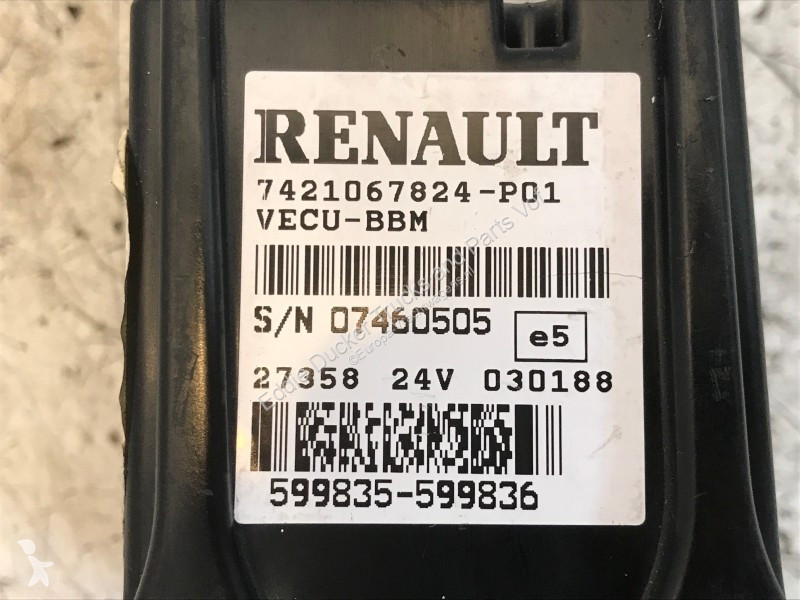 RENAULT
7421067824-P01
VECU-BBM
S/N 07460505
e5
27358 24V 030188
599835-599836